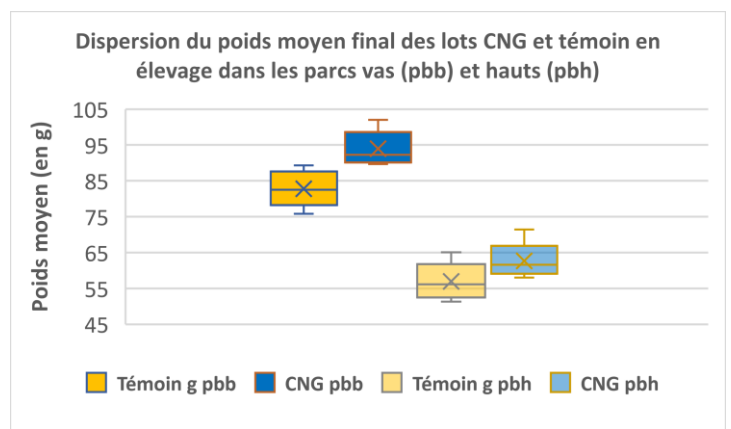 Dispersion du poids moyen final des lots CNG et témoin en
élevage dans les parcs vas (pbb) et hauts (pbh)
Poids moyen (en g)
105
95
85
75
65
55
45
Témoin g pbb CNG pbb Témoin g pbh CNG pbh